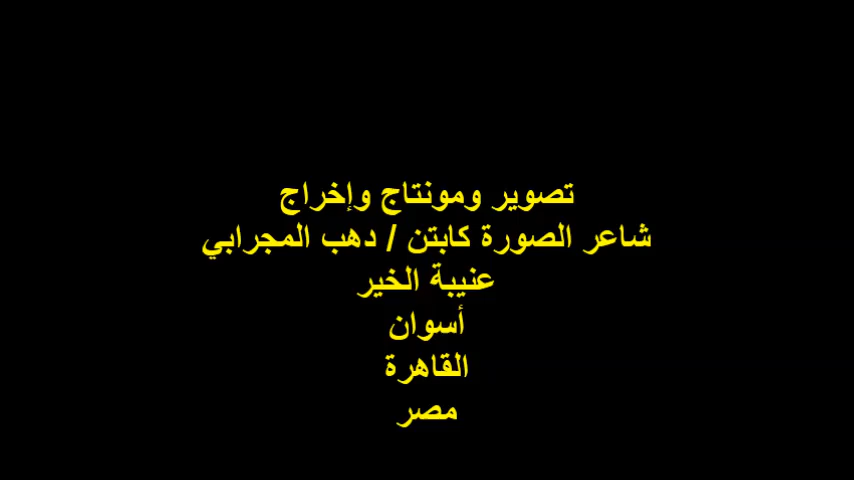 تصوير ومونتاج وإخراج
شاعر الصورة كابتن / دهب المجرابي
عنيبة الخير
أسوان
القاهرة
مصر